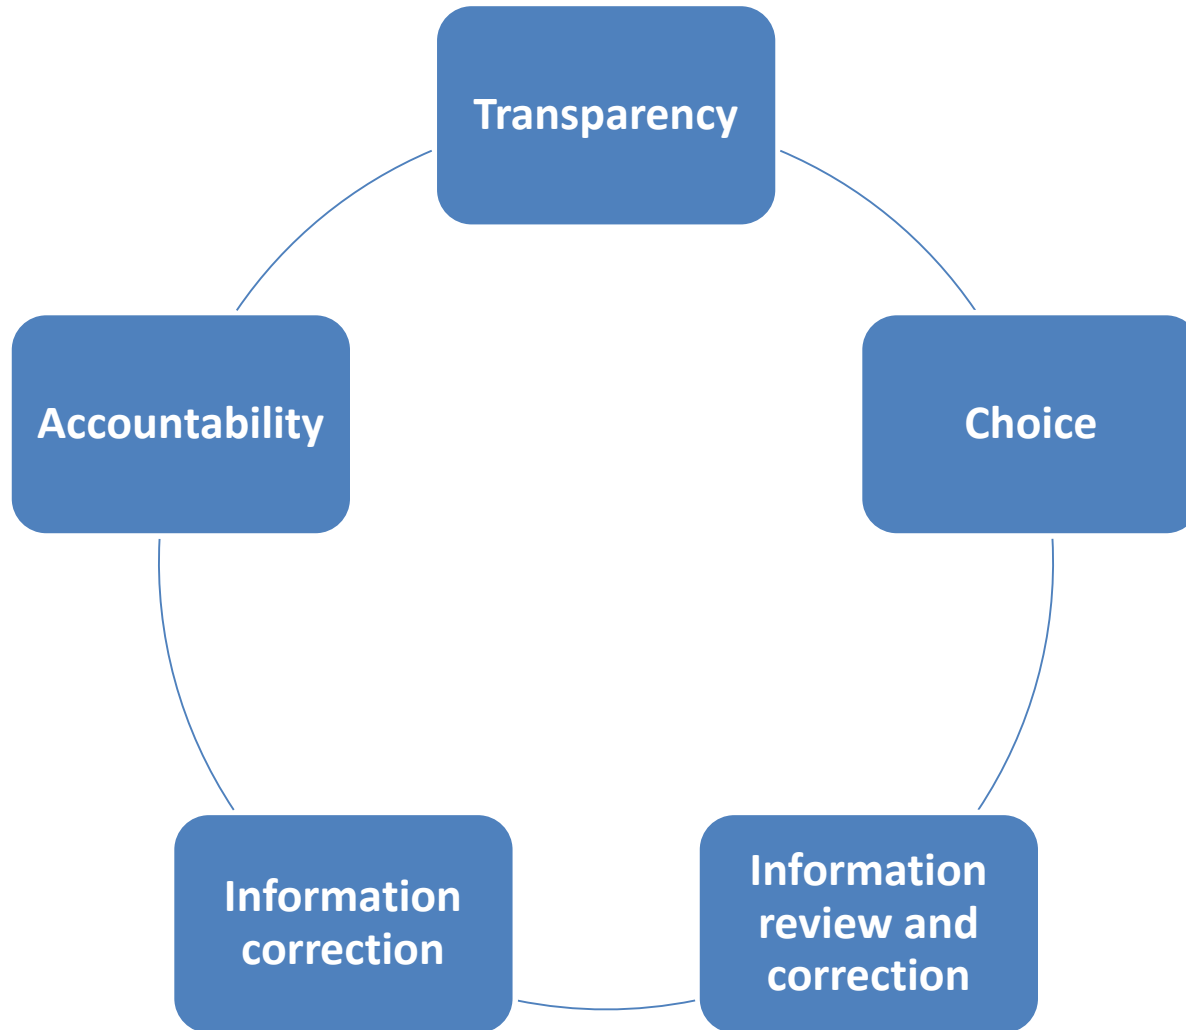 Transparency
Choice
Information
review and
correction
Information
correction
Accountability